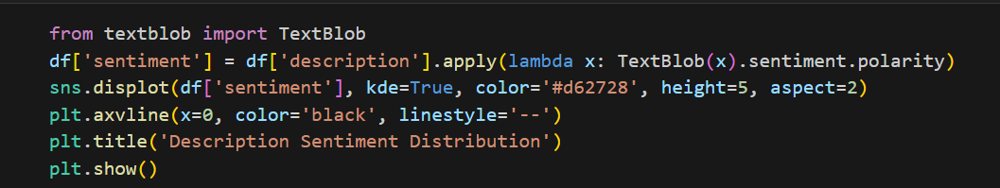 from textblob import TextBlob
df['sentiment'] = df['description'].apply(lambda x: TextBlob(x).sentiment.polarity)
sns.displot(df['sentiment'], kde=True, color='#d62728', height=5, aspect=2)
plt.axvline(x=0, color='black', linestyle='--')
plt.title('Description Sentiment Distribution')
plt.show()